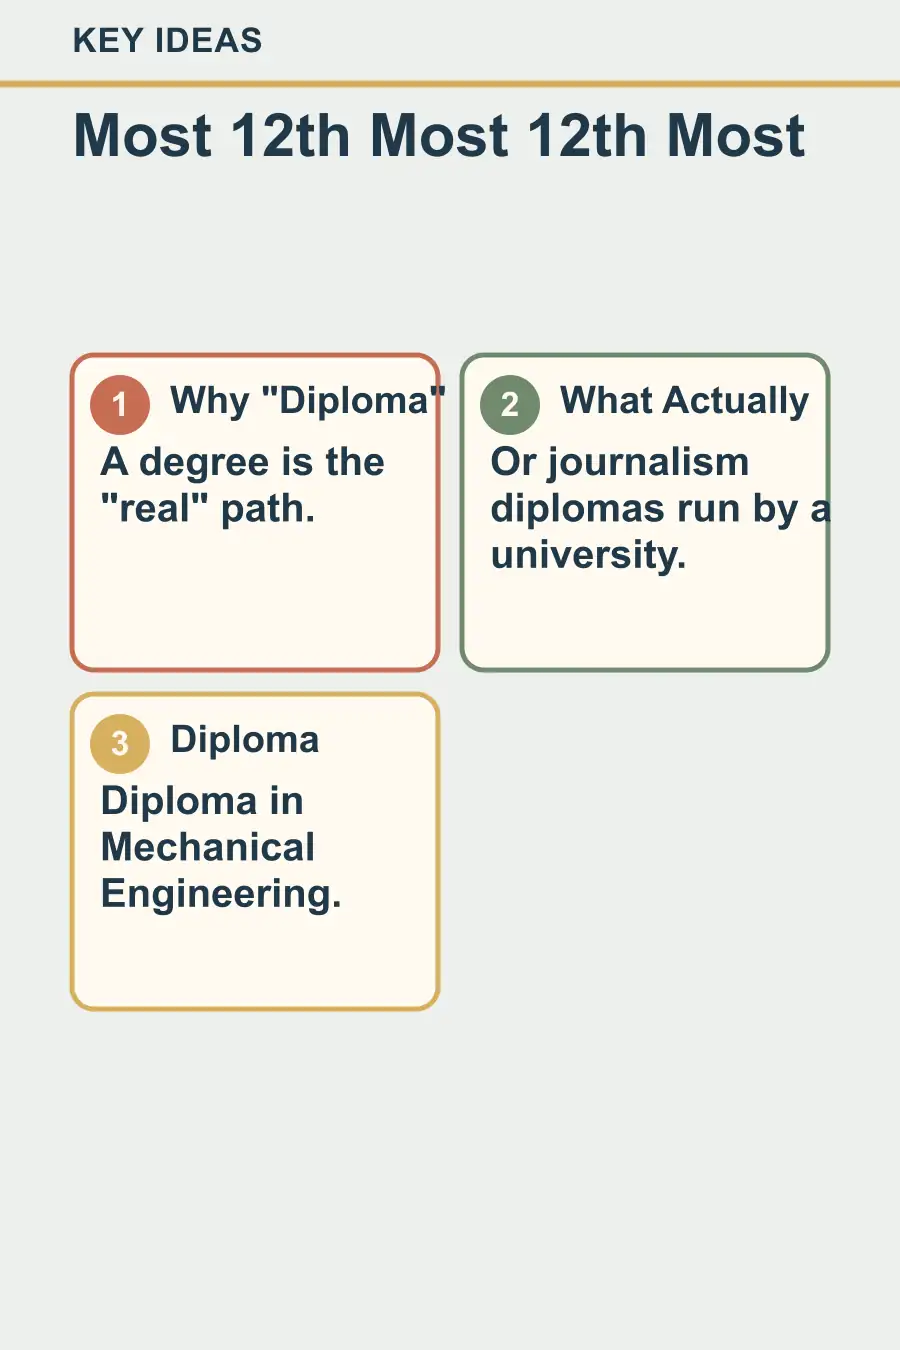 KEY IDEAS
Most 12th Most 12th Most
1
Why "Diploma"
A degree is the
"real" path.
2
What Actually
Or journalism
diplomas run by a
university.
3
Diploma
Diploma in
Mechanical
Engineering.